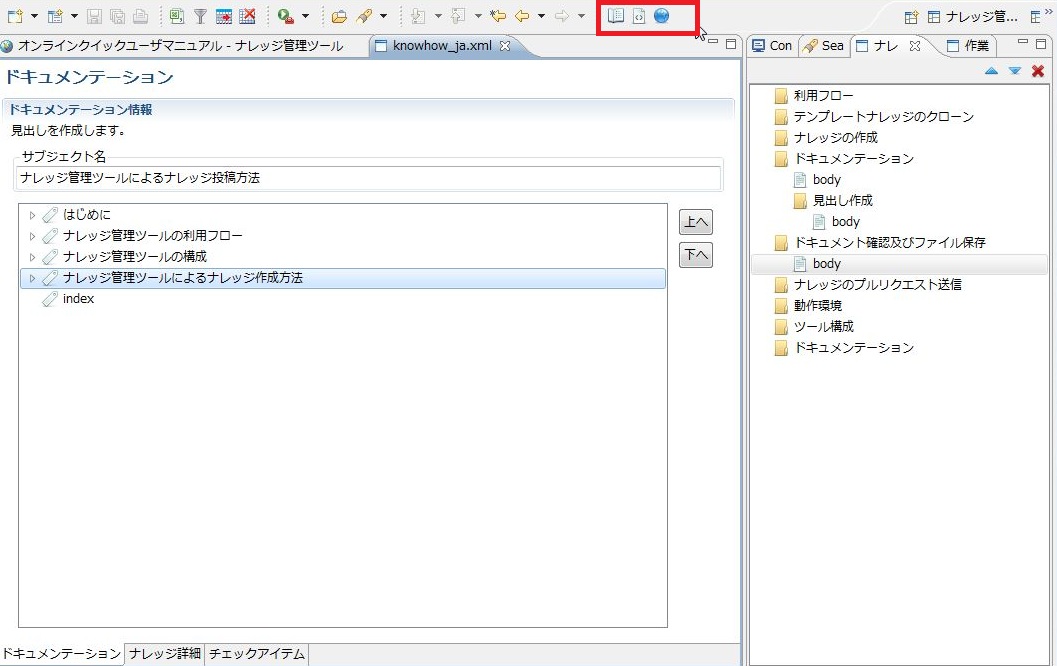 ナレッジ管...
オンラインクイックユーザマニュアル - ナレッジ管理ツール
knowhow_ja.xml
Con
Sea
ナレ
作業
ドキュメンテーション
ドキュメンテーション情報
見出しを作成します。
サブジェクト名
ナレッジ管理ツールによるナレッジ投稿方法
はじめに
ナレッジ管理ツールの利用フロー
ナレッジ管理ツールの構成
ナレッジ管理ツールによるナレッジ作成方法
index
上へ
下へ
利用フロー
テンプレートナレッジのクローン
ナレッジの作成
ドキュメンテーション
body
見出し作成
body
ドキュメント確認及びファイル保存
body
ナレッジのプルリクエスト送信
動作環境
ツール構成
ドキュメンテーション
ドキュメンテーション
ナレッジ詳細
チェックアイテム